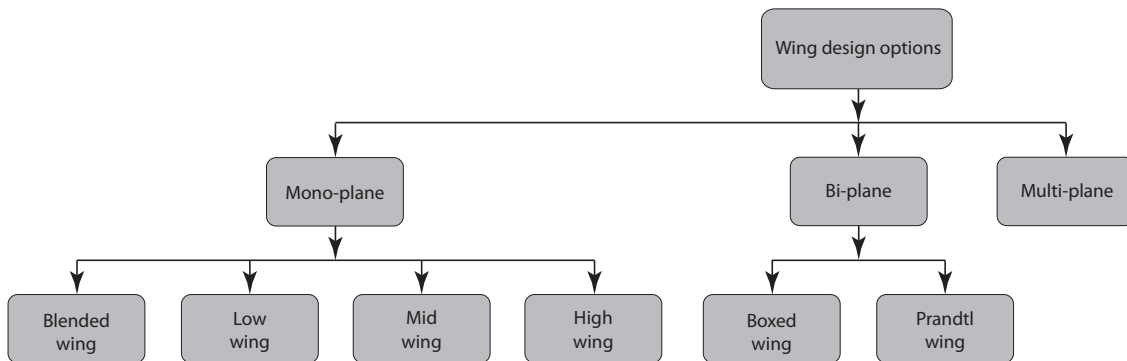 Wing design options
Mono-plane
Bi-plane
Multi-plane
Blended
wing
Low
wing
Mid
wing
High
wing
Boxed
wing
Prandtl
wing